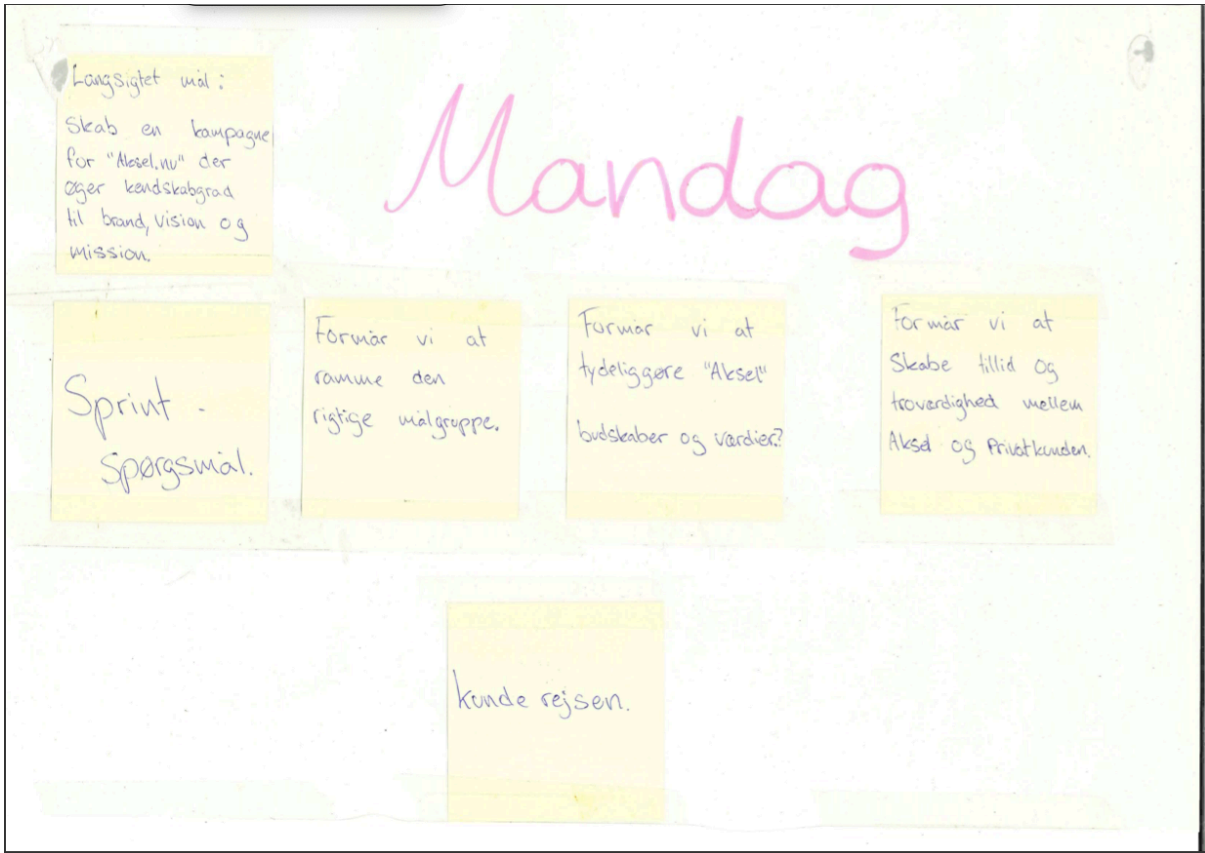 Langsigtet mål:
Skab en kampagne
for "Aksel.nu" der
øger kendskabgrad
til brand, vision og
mission.
Mandag
Sprint -
Spørgsmål.
Formår vi at
ramme den
rigtige målgruppe.
Formår vi at
tydeliggøre "Aksel"
budskaber og værdier?
Formår vi at
Skabe tillid og
troværdighed mellem
Aksel og Privatkunden.
kunde rejsen.